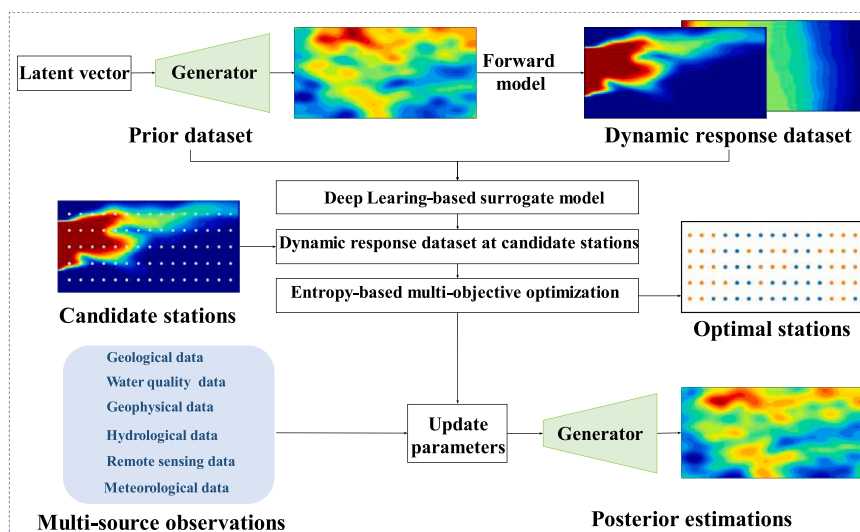 Latent vector
Generator
Forward
model
Prior dataset
Dynamic response dataset
Deep Learing-based surrogate model
Dynamic response dataset at candidate stations
Entropy-based multi-objective optimization
Candidate stations
Optimal stations
Geological data
Water quality data
Geophysical data
Hydrological data
Remote sensing data
Meteorological data
Multi-source observations
Update
parameters
Generator
Posterior estimations